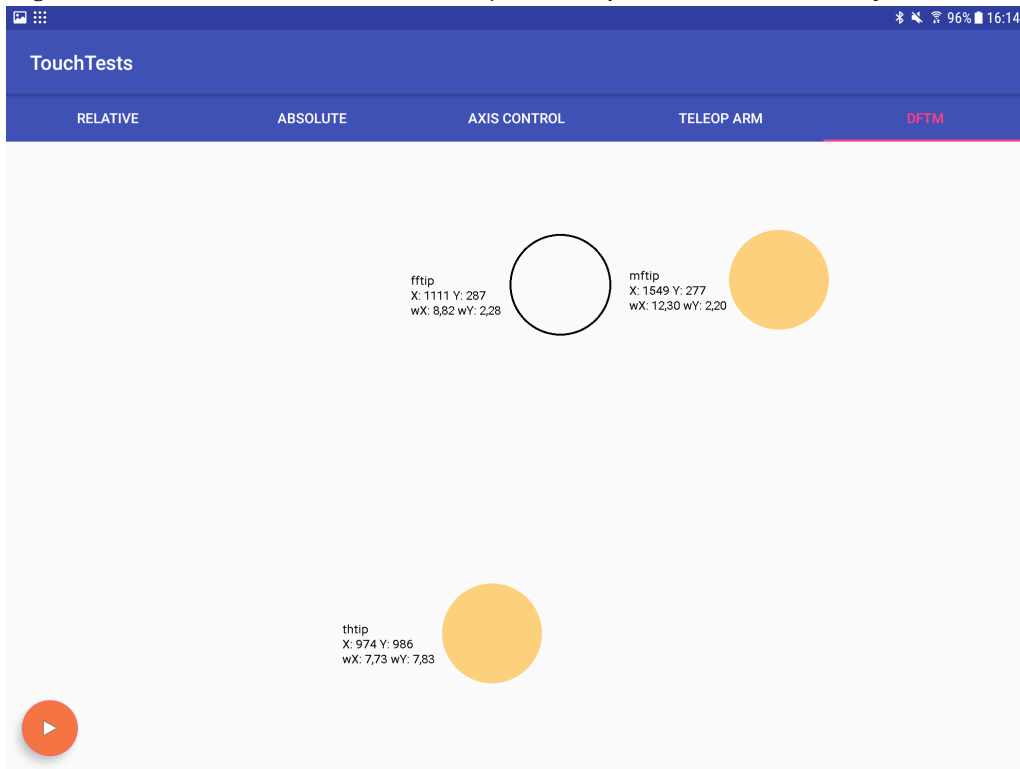 96% 16:14
TouchTests
RELATIVE ABSOLUTE AXIS CONTROL TELEOP ARM DFTM
fftip
X: 1111 Y: 287
wX: 8,82 wY: 2,28
mftip
X: 1549 Y: 277
wX: 12,30 wY: 2,20
thtip
X: 974 Y: 986
wX: 7,73 wY: 7,83